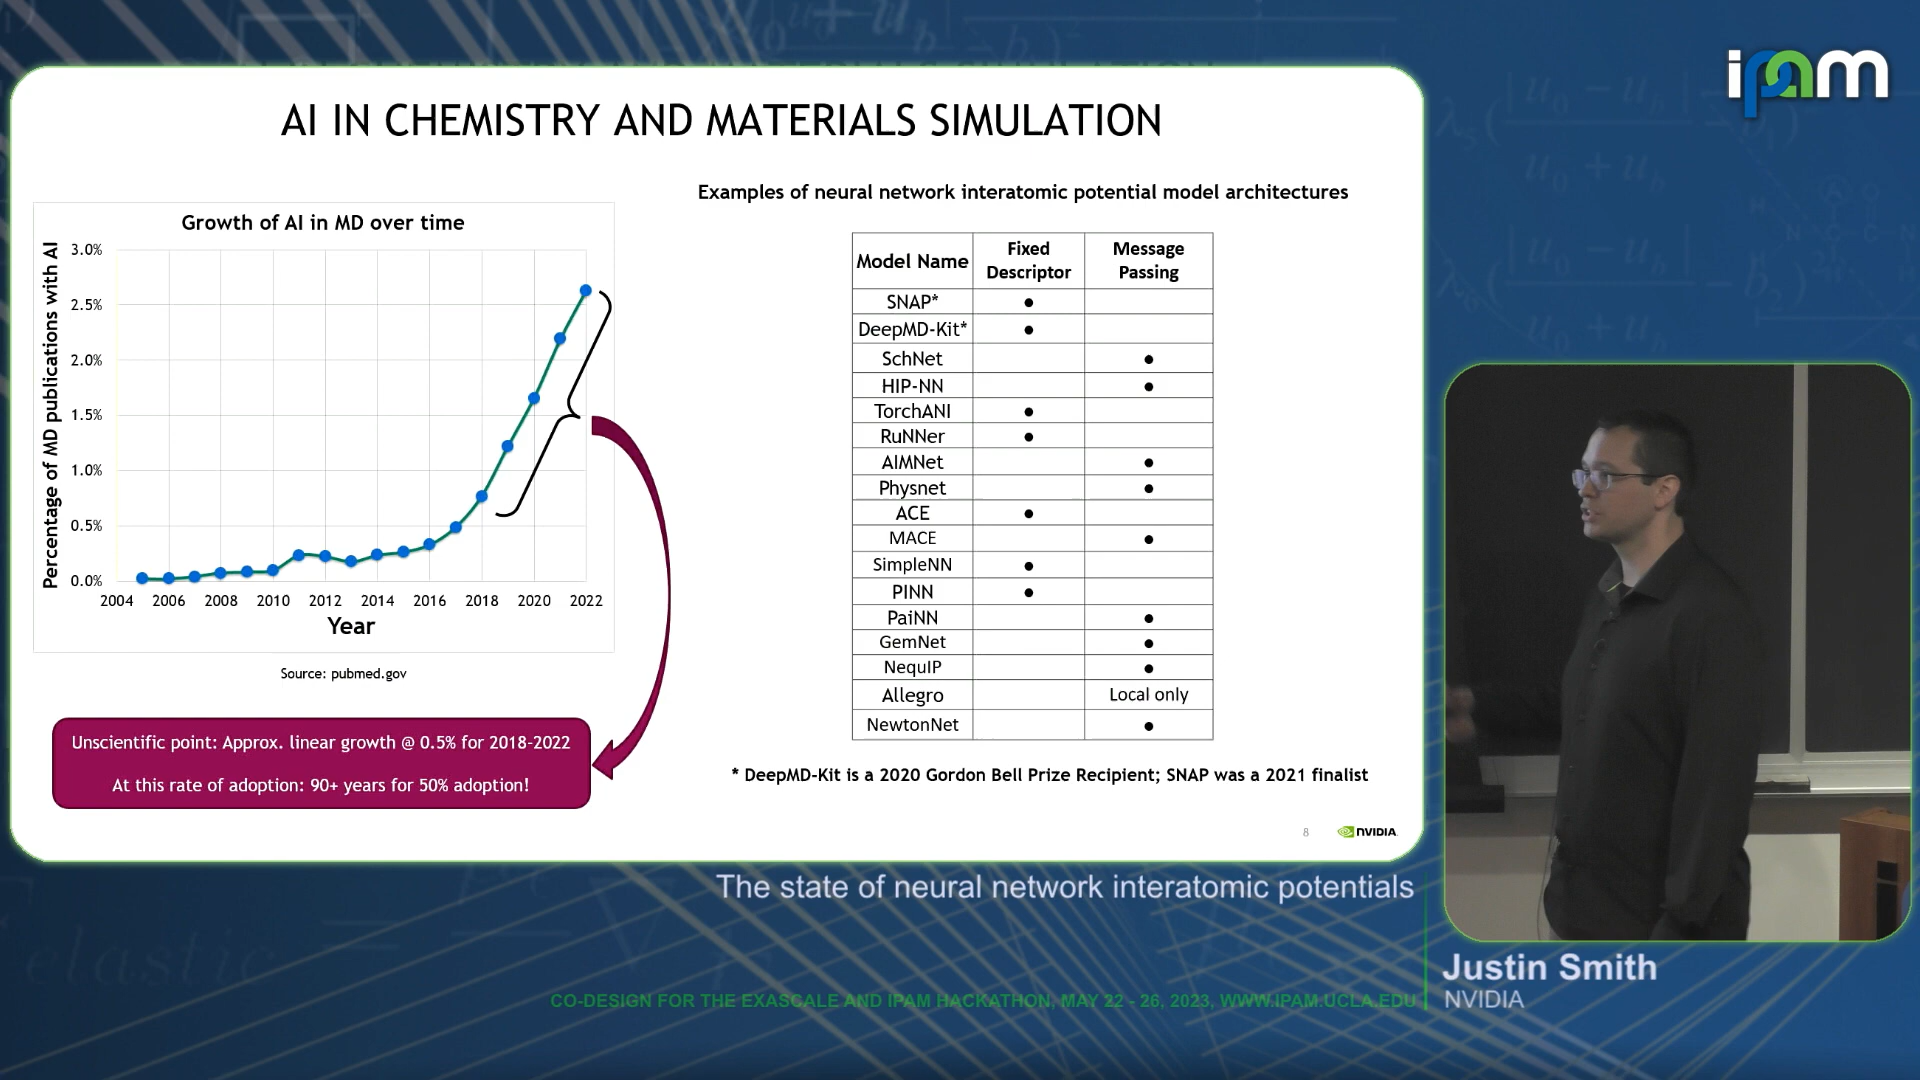 ipam
AI IN CHEMISTRY AND MATERIALS SIMULATION
Growth of AI in MD over time
Percentage of MD publications with AI
3.0%
2.5%
2.0%
1.5%
1.0%
0.5%
0.0%
2004 2006 2008 2010 2012 2014 2016 2018 2020 2022
Year
Source: pubmed.gov
Unscientific point: Approx. linear growth @ 0.5% for 2018-2022
At this rate of adoption: 90+ years for 50% adoption!
Examples of neural network interatomic potential model architectures
Model Name Fixed Descriptor Message Passing
SNAP* ●
DeepMD-Kit* ●
SchNet ●
HIP-NN ●
TorchANI ●
RuNNer ●
AIMNet ●
Physnet ●
ACE ●
MACE ●
SimpleNN ●
PINN ●
PaiNN ●
GemNet ●
NequIP ●
Allegro Local only
NewtonNet ●
* DeepMD-Kit is a 2020 Gordon Bell Prize Recipient; SNAP was a 2021 finalist
8 NVIDIA
The state of neural network interatomic potentials
Justin Smith
NVIDIA
CO-DESIGN FOR THE EXASCALE AND IPAM HACKATHON, MAY 22 - 26, 2023, WWW.IPAM.UCLA.EDU
elastic